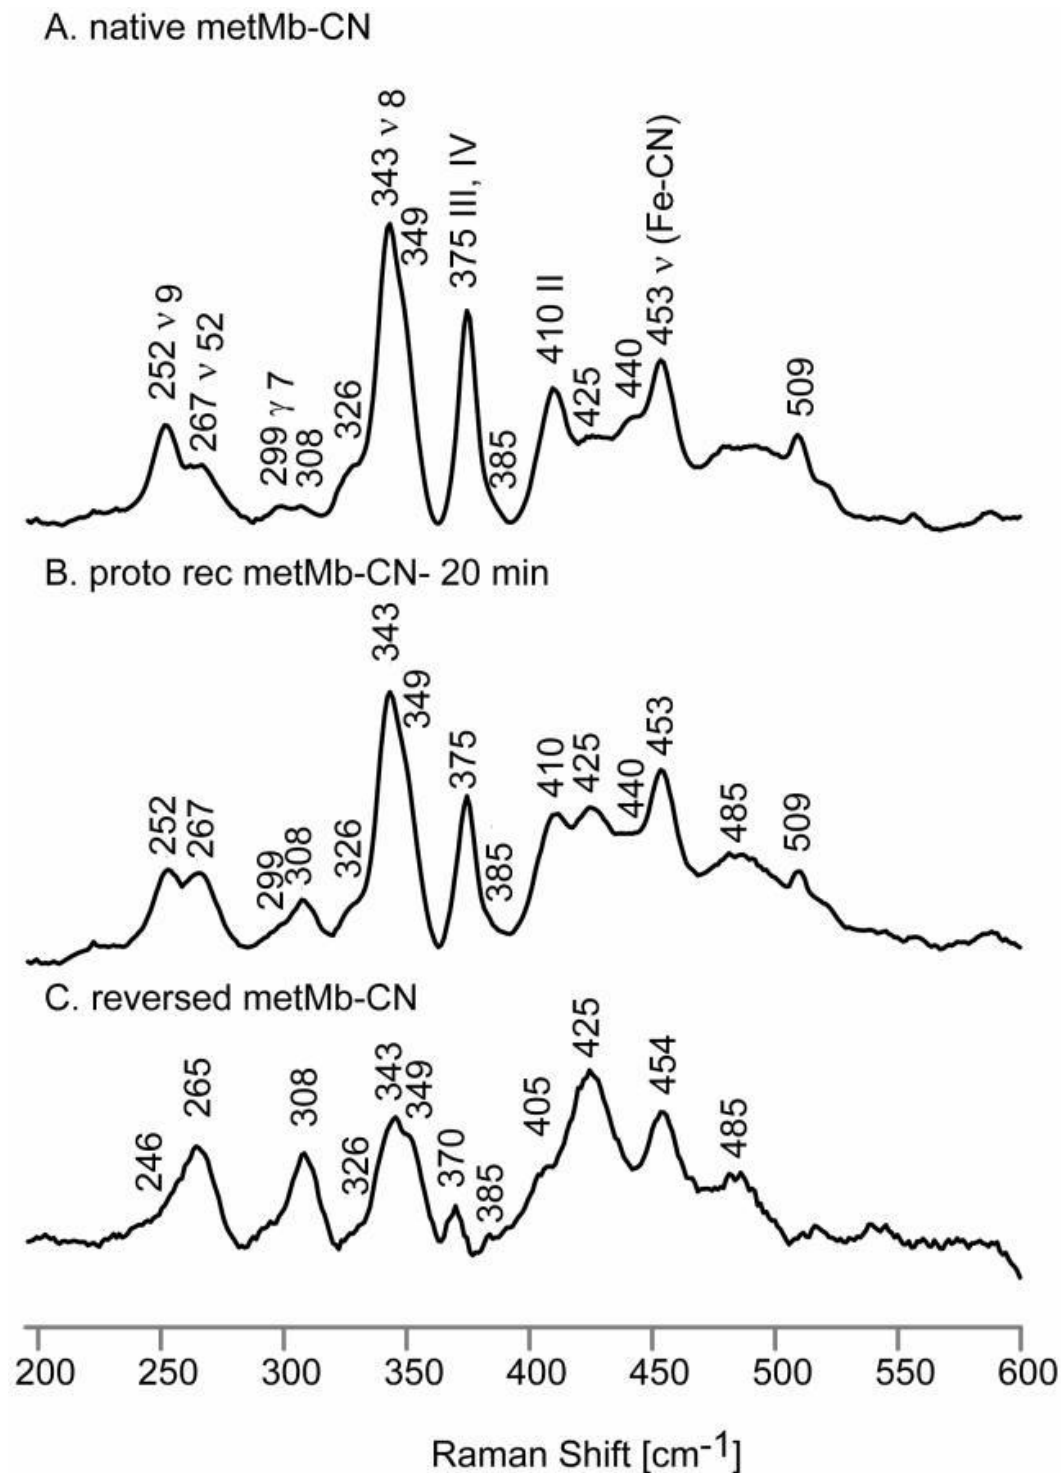 A. native metMb-CN
252 ν 9
267 ν 52
299 γ 7
308
326
343 ν 8
349
375 III, IV
385
410 II
425
440
453 ν (Fe-CN)
509
B. proto rec metMb-CN- 20 min
252
267
299
308
326
343
349
375
385
410
425
440
453
485
509
C. reversed metMb-CN
246
265
308
326
343
349
370
385
405
425
454
485
200 250 300 350 400 450 500 550 600
Raman Shift [cm-1]